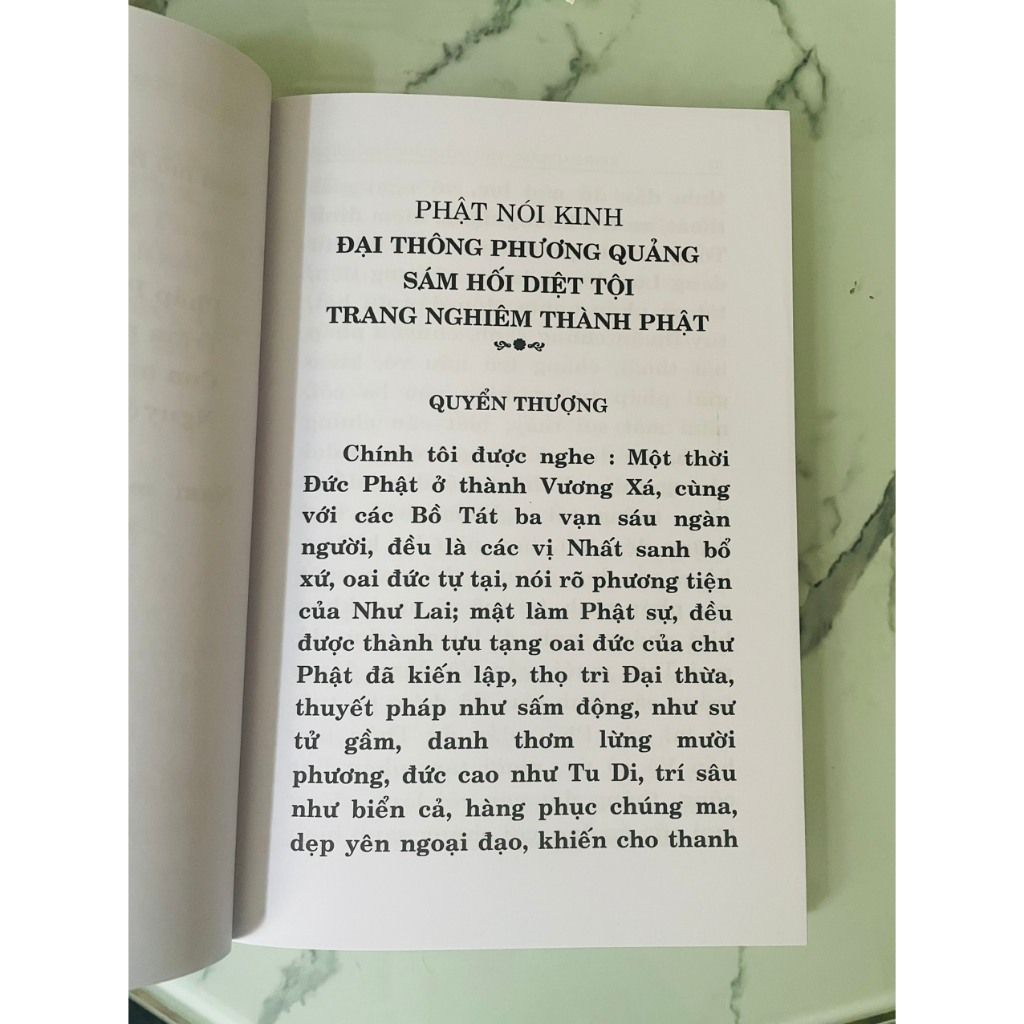 PHẬT NÓI KINH
ĐẠI THÔNG PHƯƠNG QUẢNG
SÁM HỐI DIỆT TỘI
TRANG NGHIÊM THÀNH PHẬT
QUYỂN THƯỢNG
Chính tôi được nghe : Một thời
Đức Phật ở thành Vương Xá, cùng
với các Bồ Tát ba vạn sáu ngàn
người, đều là các vị Nhất sanh bổ
xứ, oai đức tự tại, nói rõ phương tiện
của Như Lai; mật làm Phật sự, đều
được thành tựu tạng oai đức của chư
Phật đã kiến lập, thọ trì Đại thừa,
thuyết pháp như sấm động, như sư
tử gầm, danh thơm lừng mười
phương, đức cao như Tu Di, trí sâu
như biển cả, hàng phục chúng ma,
dẹp yên ngoại đạo, khiến cho thanh